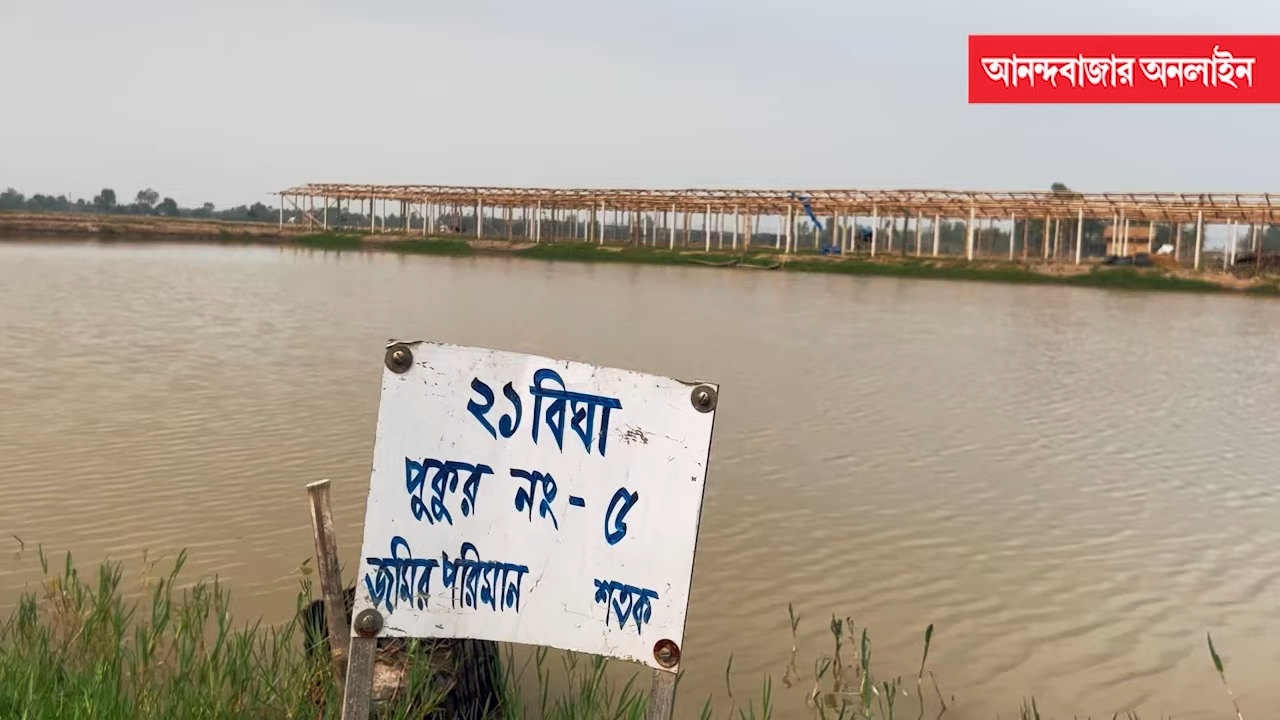 আনন্দবাজার অনলাইন
২১ বিঘা
পুকুর নং - ৫
জমির পরিমান শতক